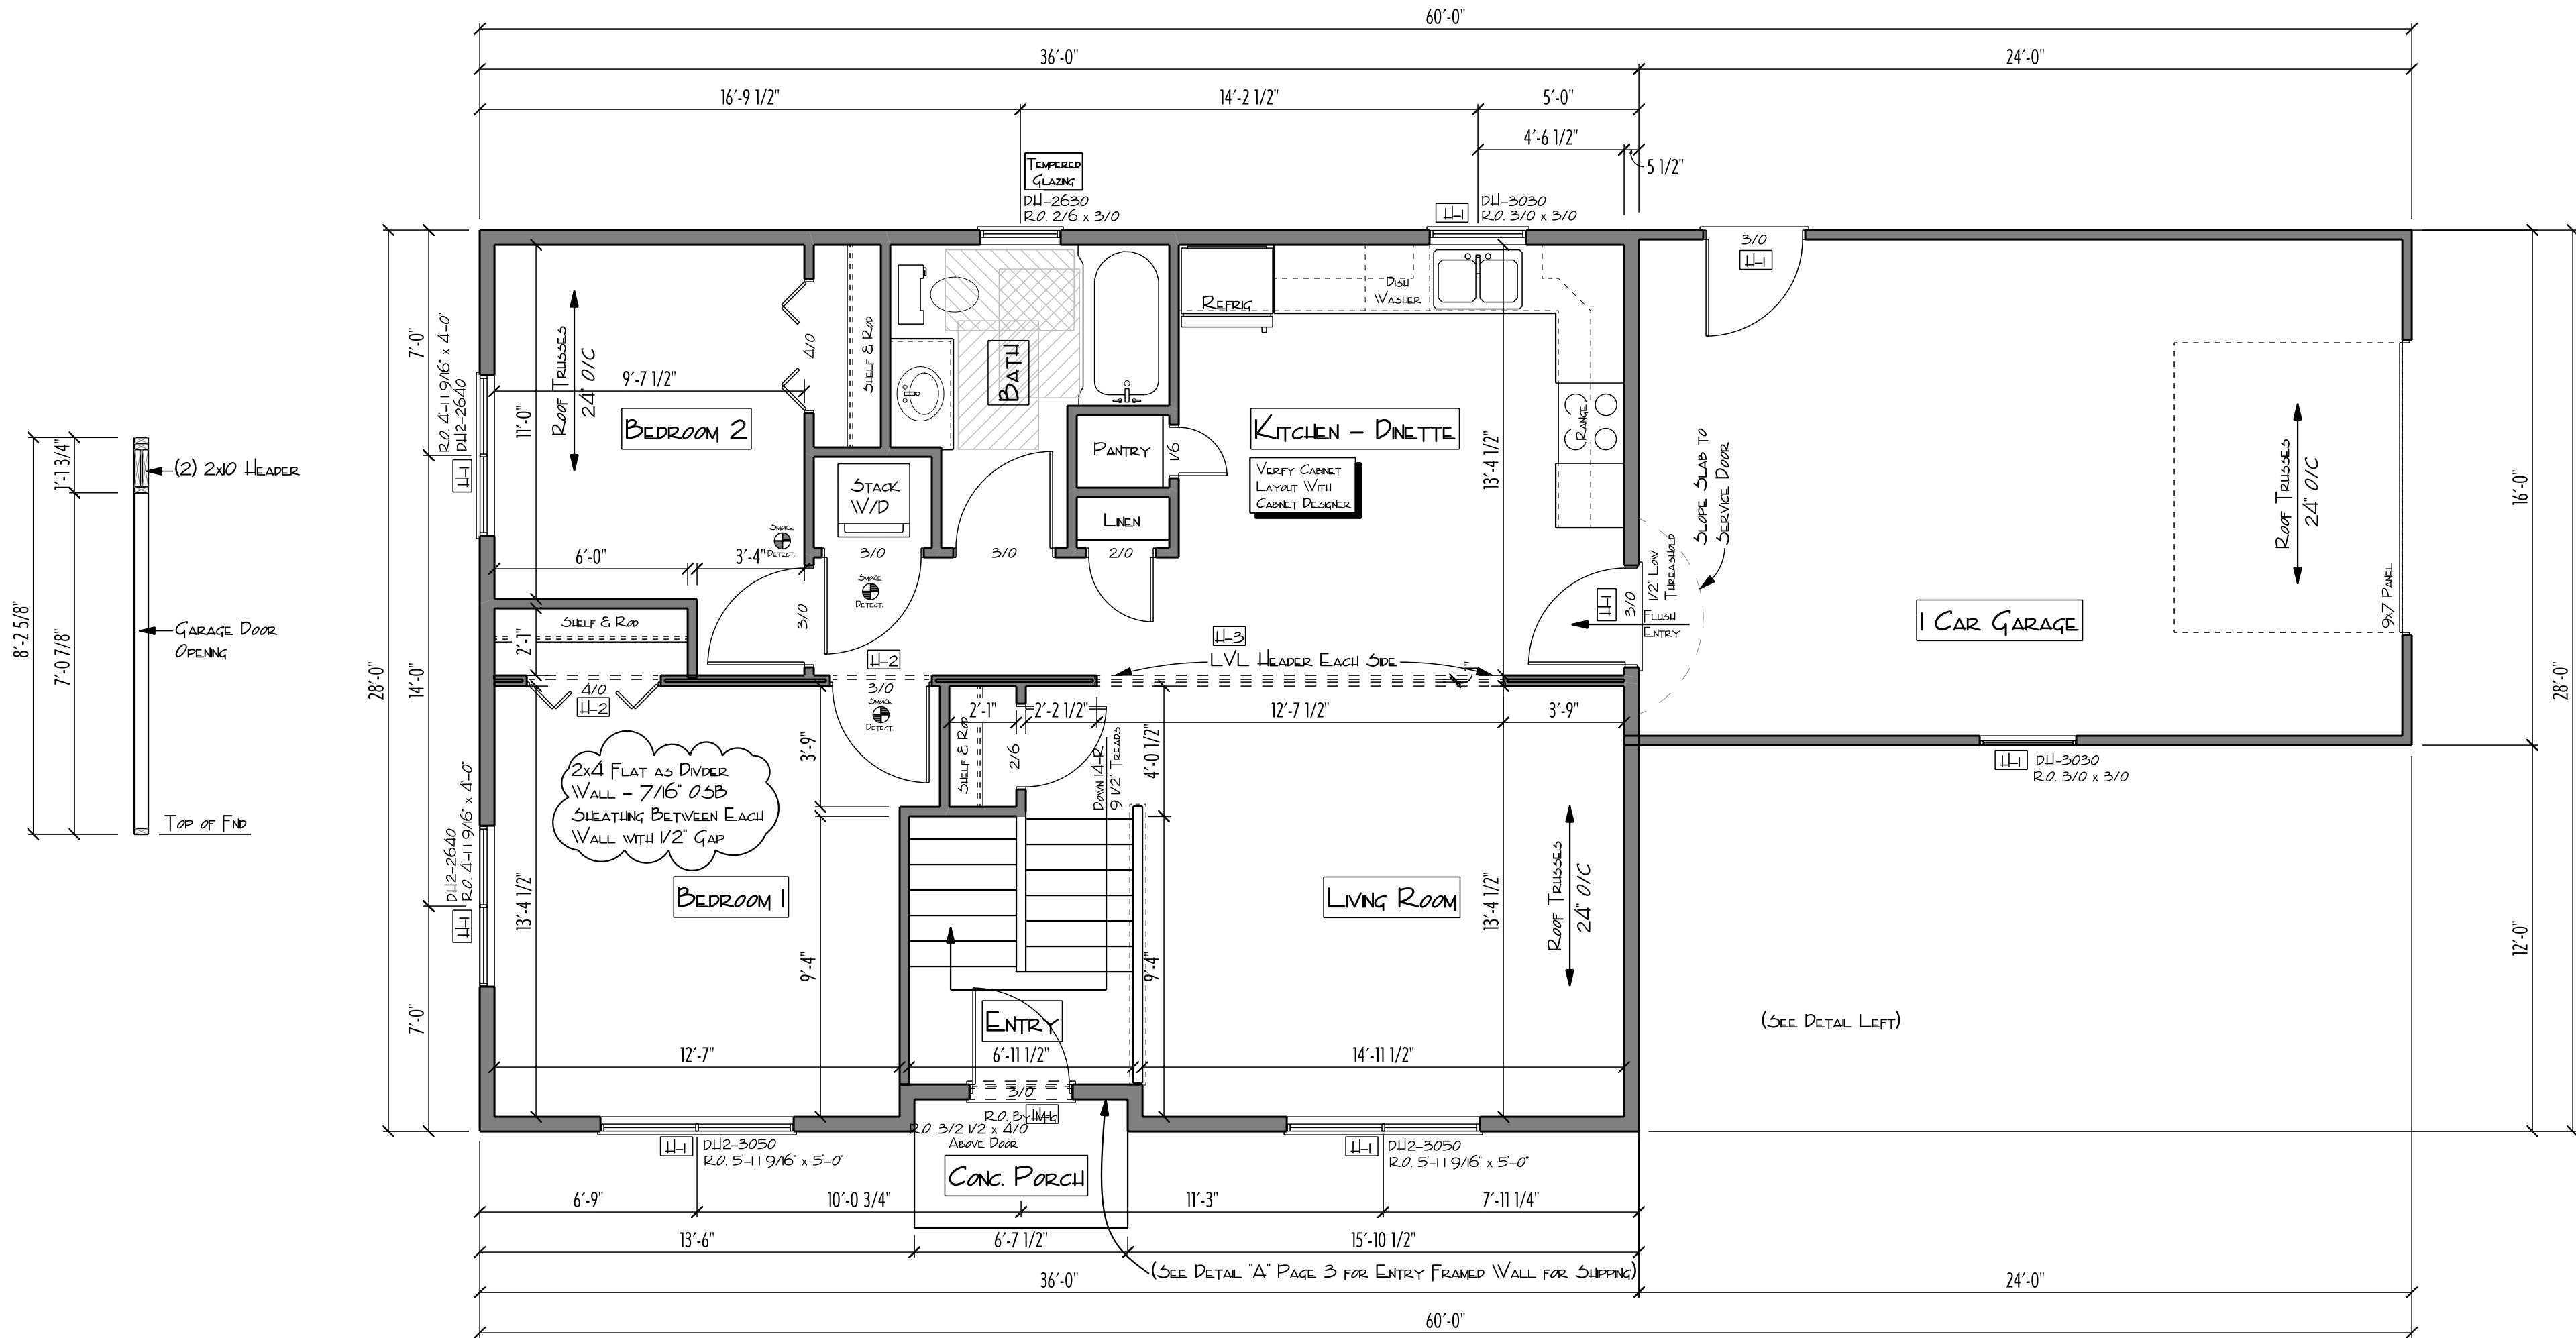 60'-0"
36'-0"
24'-0"
16'-9 1/2"
14'-2 1/2"
5'-0"
4'-6 1/2"
5 1/2"
Tempered
Glazing
DH-2630
R.O. 2/6 x 3/0
H-1
DH-3030
R.O. 3/0 x 3/0
3/0
H-1
28'-0"
7'-0"
14'-0"
7'-0"
R.O. 4'-11 9/16" x 4'-0"
DH2-2640
H-1
DH2-2640
R.O. 4'-11 9/16" x 4'-0"
H-1
8'-2 5/8"
1'-1 3/4"
7'-0 7/8"
(2) 2x10 Header
Garage Door
Opening
Top of Fnd
Roof Trusses
24" O/C
11'-0"
9'-7 1/2"
Bedroom 2
4/0
Shelf & Rod
6'-0"
3'-4"
Smoke
Detect.
Shelf & Rod
2'-1"
4/0
H-2
3/0
Bath
Stack
W/D
3/0
3/0
Smoke
Detect.
Pantry
1/6
Linen
2/0
Refrig
Dish
Washer
Range
Kitchen - Dinette
Verify Cabinet
Layout With
Cabinet Designer
13'-4 1/2"
Slope Slab to
Service Door
1/2" Low
Threashold
H-1
3/0
Flush
Entry
1 Car Garage
Roof Trusses
24" O/C
9x7 Panel
16'-0"
28'-0"
12'-0"
H-1
DH-3030
R.O. 3/0 x 3/0
H-2
H-3
LVL Header Each Side
3/0
Smoke
Detect.
2'-1"
2'-2 1/2"
12'-7 1/2"
3'-9"
3'-9"
Shelf & Rod
2/6
Down 14-R
9 1/2" Treads
4'-0 1/2"
2x4 Flat as Divider
Wall - 7/16" OSB
Sheathing Between Each
Wall with 1/2" Gap
Bedroom 1
13'-4 1/2"
9'-4"
9'-4"
Living Room
13'-4 1/2"
Roof Trusses
24" O/C
(See Detail Left)
Entry
12'-7"
6'-11 1/2"
14'-11 1/2"
3/0
H-1
R.O. By Mfg
R.O. 3/2 1/2 x 4/0
Above Door
Conc. Porch
H-1
DH2-3050
R.O. 5'-11 9/16" x 5'-0"
H-1
DH2-3050
R.O. 5'-11 9/16" x 5'-0"
6'-9"
10'-0 3/4"
11'-3"
7'-11 1/4"
13'-6"
6'-7 1/2"
15'-10 1/2"
(See Detail "A" Page 3 for Entry Framed Wall for Shipping)
36'-0"
24'-0"
60'-0"